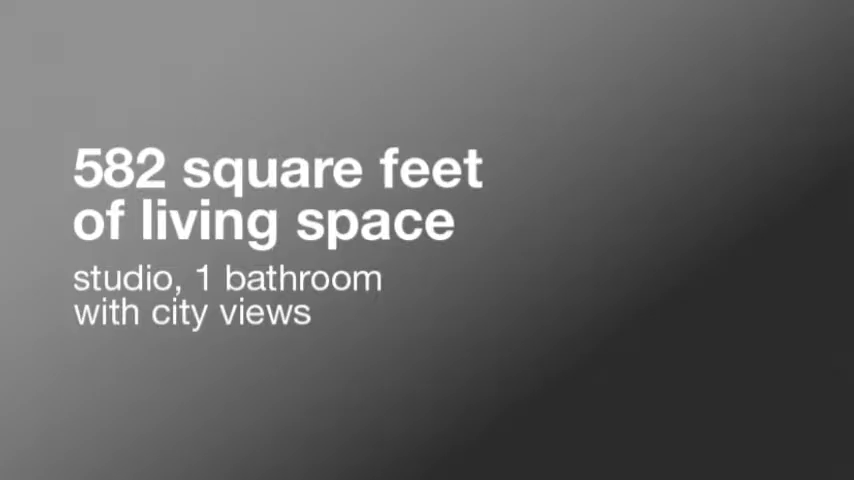 582 square feet
of living space
studio, 1 bathroom
with city views